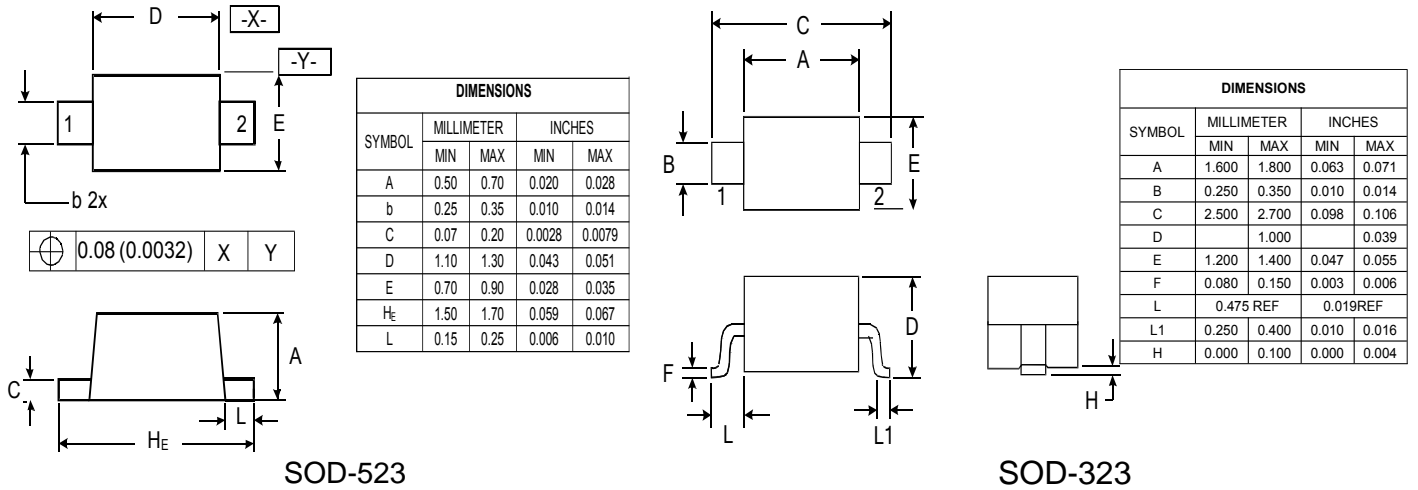 D
-X-
-Y-
1
2
E
b 2x
0.08 (0.0032) X Y
A
C
L
HE
DIMENSIONS
SYMBOL MILLIMETER INCHES
MIN MAX MIN MAX
A 0.50 0.70 0.020 0.028
b 0.25 0.35 0.010 0.014
C 0.07 0.20 0.0028 0.0079
D 1.10 1.30 0.043 0.051
E 0.70 0.90 0.028 0.035
HE 1.50 1.70 0.059 0.067
L 0.15 0.25 0.006 0.010
SOD-523
C
A
B
E
1
2
D
F
L
L1
H
DIMENSIONS
SYMBOL MILLIMETER INCHES
MIN MAX MIN MAX
A 1.600 1.800 0.063 0.071
B 0.250 0.350 0.010 0.014
C 2.500 2.700 0.098 0.106
D 1.000 0.039
E 1.200 1.400 0.047 0.055
F 0.080 0.150 0.003 0.006
L 0.475 REF 0.019REF
L1 0.250 0.400 0.010 0.016
H 0.000 0.100 0.000 0.004
SOD-323